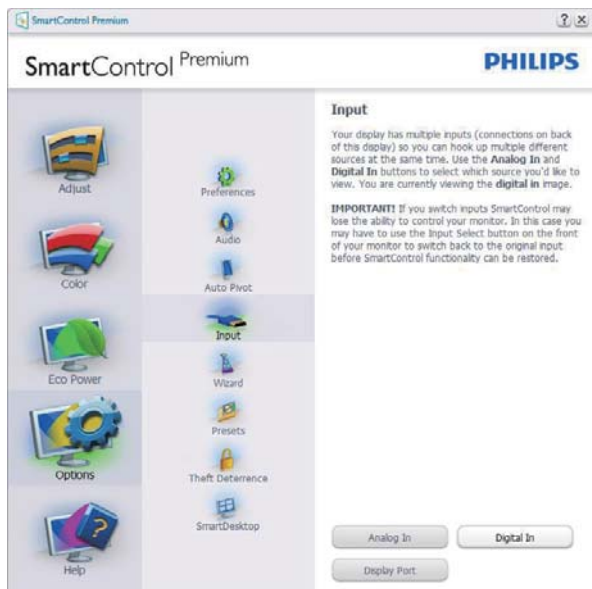 SmartControl Premium
? x
SmartControl Premium
PHILIPS
Adjust
Color
Eco Power
Options
Help
Preferences
Audio
Auto Pivot
Input
Wizard
Presets
Theft Deterrence
SmartDesktop
Input
Your display has multiple inputs (connections on back
of this display) so you can hook up multiple different
sources at the same time. Use the Analog In and
Digital In buttons to select which source you'd like to
view. You are currently viewing the digital in image.
IMPORTANT! If you switch inputs SmartControl may
lose the ability to control your monitor. In this case you
may have to use the Input Select button on the front
of your monitor to switch back to the original input
before SmartControl functionality can be restored.
Analog In
Digital In
Display Port